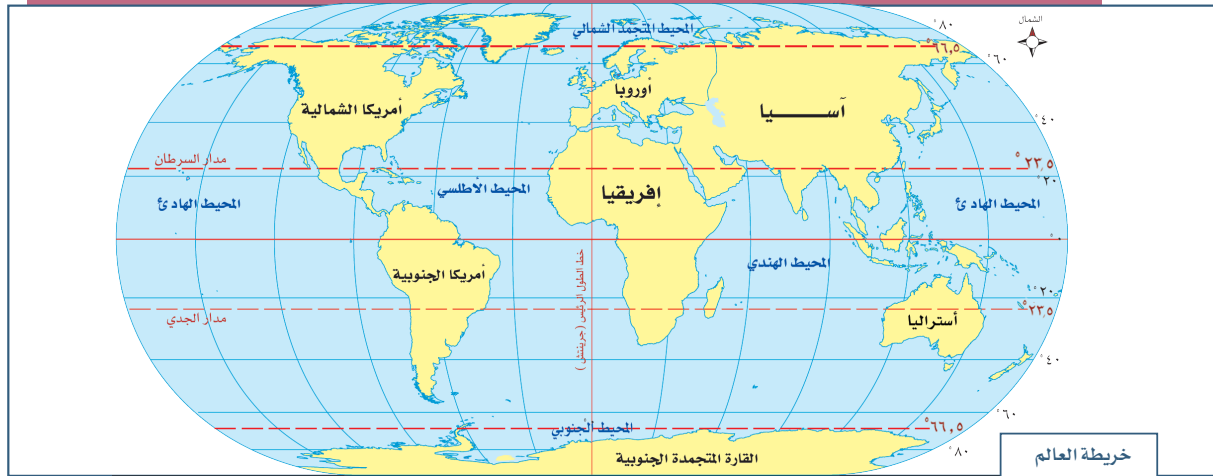 الشمال
°٨٠
المحيط المتجمد الشمالي
°٦٦,٥
°٦٠
أوروبا
آســـــيا
أمريكا الشمالية
°٤٠
مدار السرطان
°٢٣,٥
°٢٠
المحيط الأطلسي
إفريقيا
المحيط الهادئ
المحيط الهادئ
°٠
المحيط الهندي
أمريكا الجنوبية
خط الطول الرئيس (جرينتش)
°٢٠
°٢٣,٥
مدار الجدي
أستراليا
°٤٠
°٦٠
°٦٦,٥
المحيط الجنوبي
°٨٠
القارة المتجمدة الجنوبية
خريطة العالم